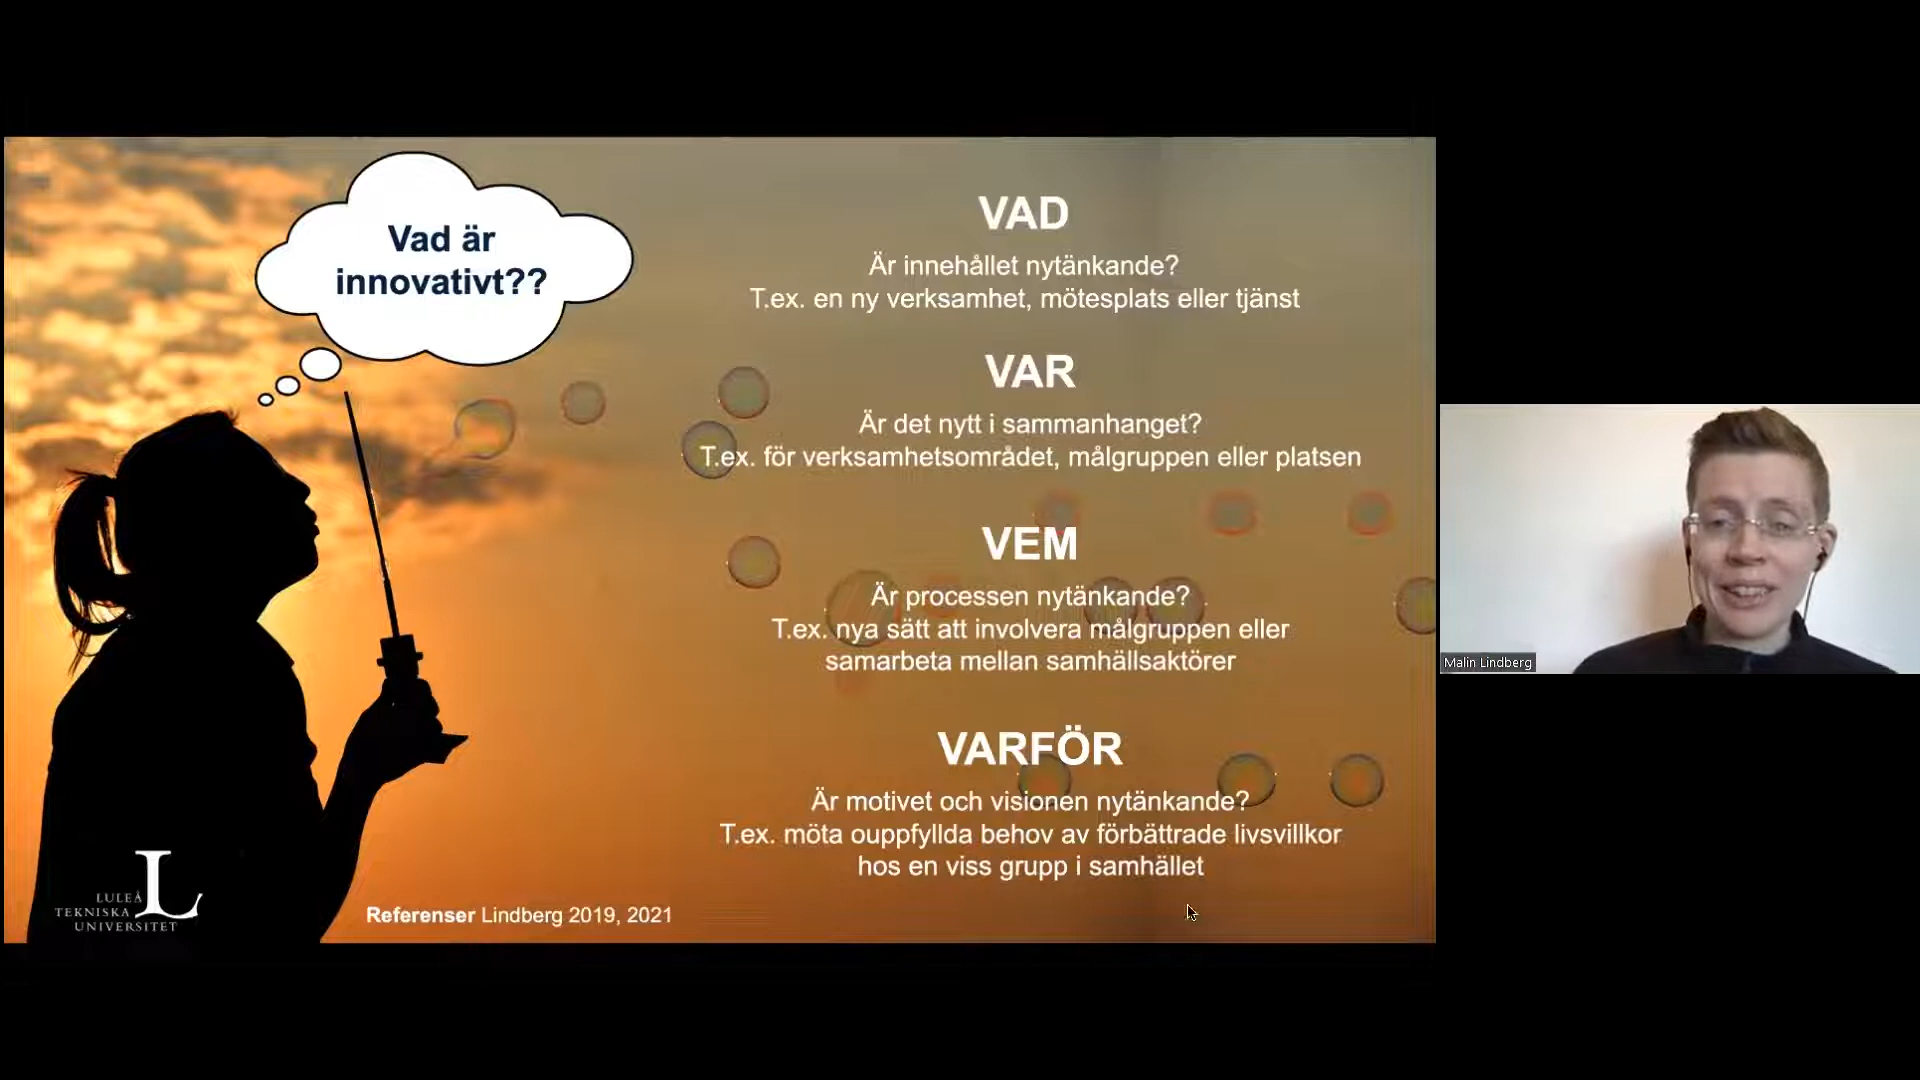 Vad är
innovativt??
VAD
Är innehållet nytänkande?
T.ex. en ny verksamhet, mötesplats eller tjänst
VAR
Är det nytt i sammanhanget?
T.ex. för verksamhetsområdet, målgruppen eller platsen
VEM
Är processen nytänkande?
T.ex. nya sätt att involvera målgruppen eller
samarbeta mellan samhällsaktörer
VARFÖR
Är motivet och visionen nytänkande?
T.ex. möta ouppfyllda behov av förbättrade livsvillkor
hos en viss grupp i samhället
Referenser Lindberg 2019, 2021
L
LULEÅ
TEKNISKA
UNIVERSITET
Malin Lindberg